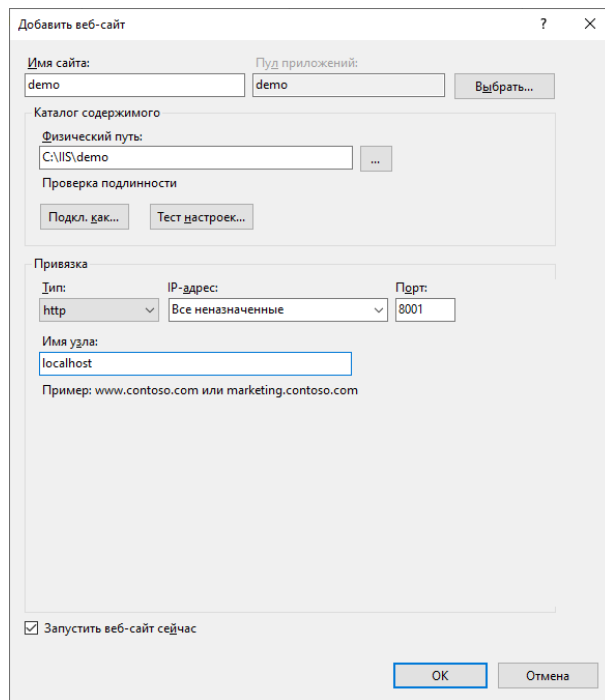 Добавить веб-сайт ? ✕
Имя сайта: Пул приложений:
demo demo Выбрать...
Каталог содержимого
Физический путь:
C:\IIS\demo ...
Проверка подлинности
Подкл. как... Тест настроек...
Привязка
Тип: IP-адрес: Порт:
http Все неназначенные 8001
Имя узла:
localhost
Пример: www.contoso.com или marketing.contoso.com
Запустить веб-сайт сейчас
ОК Отмена